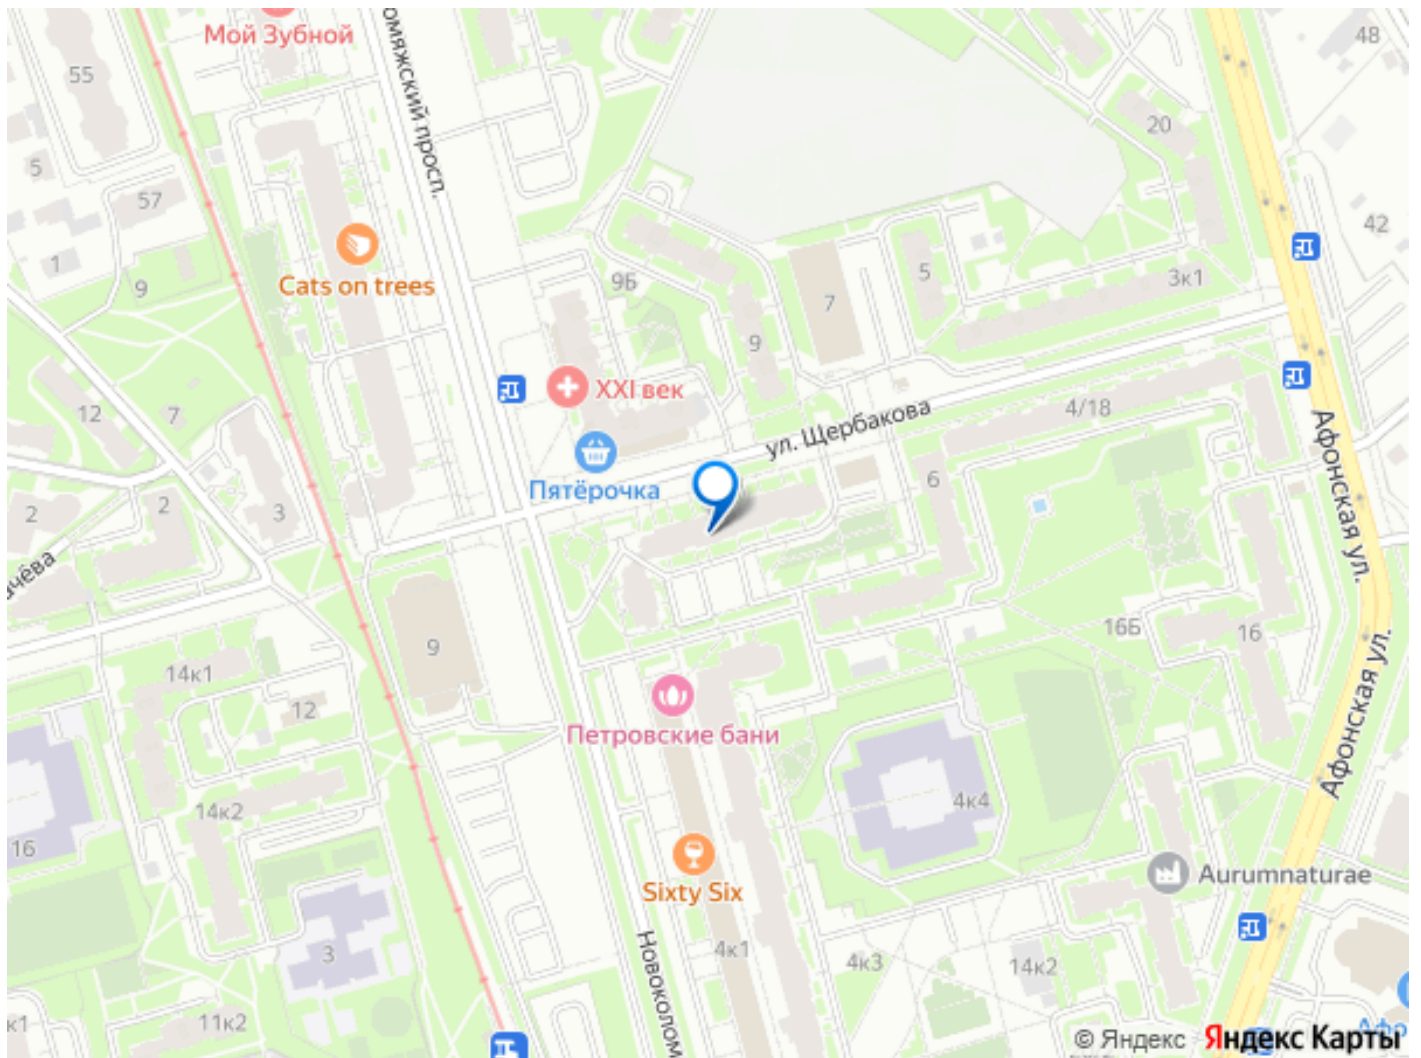 Мой Зубной
55
омяжский просп.
48
20
5
57
1
9
Cats on trees
9Б
7
5
3к1
42
9
XXI век
12
7
ул. Щербакова
4/18
Афонская ул.
Пятёрочка
6
2
2
3
16Б
16
9
14к1
12
Петровские бани
Афонская ул.
14к2
4к4
16
Sixty Six
Aurumnaturae
3
Новоколом
4к1
4к3
14к2
к1
11к2
© Яндекс Яндекс Карты